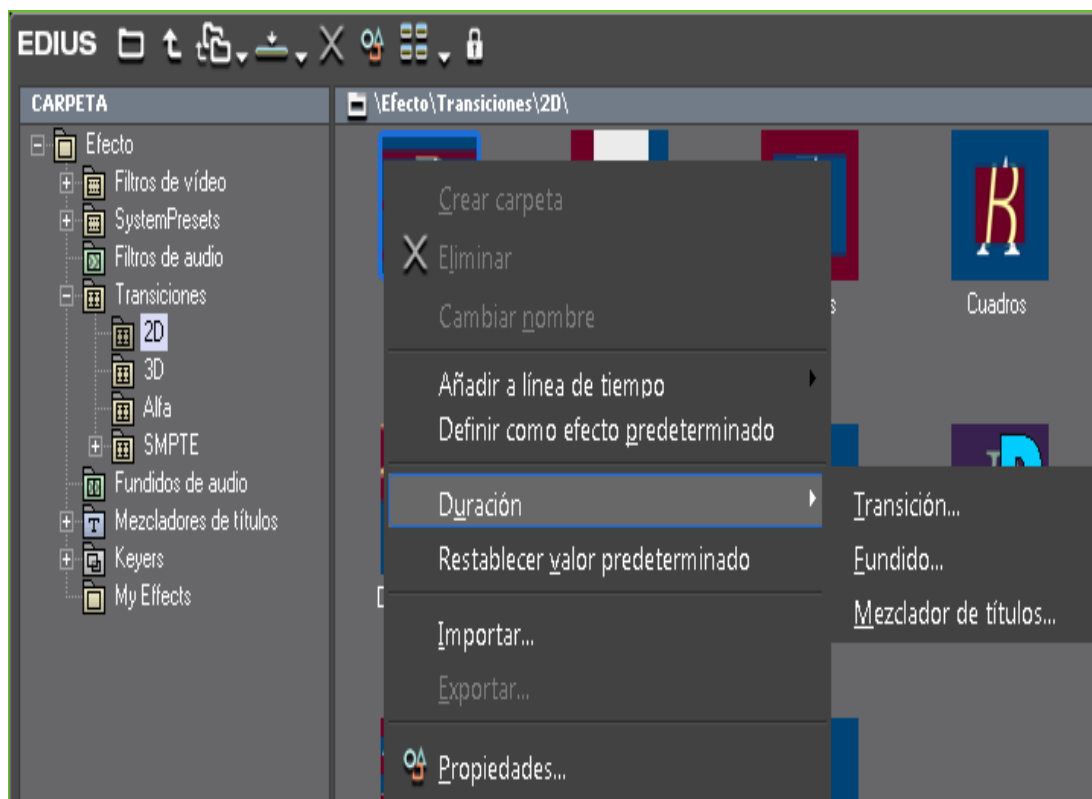 EDIUS
CARPETA
\Efecto\Transiciones\2D\
Efecto
Filtros de vídeo
SystemPresets
Filtros de audio
Transiciones
2D
3D
Alfa
SMPTE
Fundidos de audio
Mezcladores de títulos
Keyers
My Effects
Cuadros
Crear carpeta
Eliminar
Cambiar nombre
Añadir a línea de tiempo
Definir como efecto predeterminado
Duración
Restablecer valor predeterminado
Importar...
Exportar...
Propiedades...
Transición...
Fundido...
Mezclador de títulos...